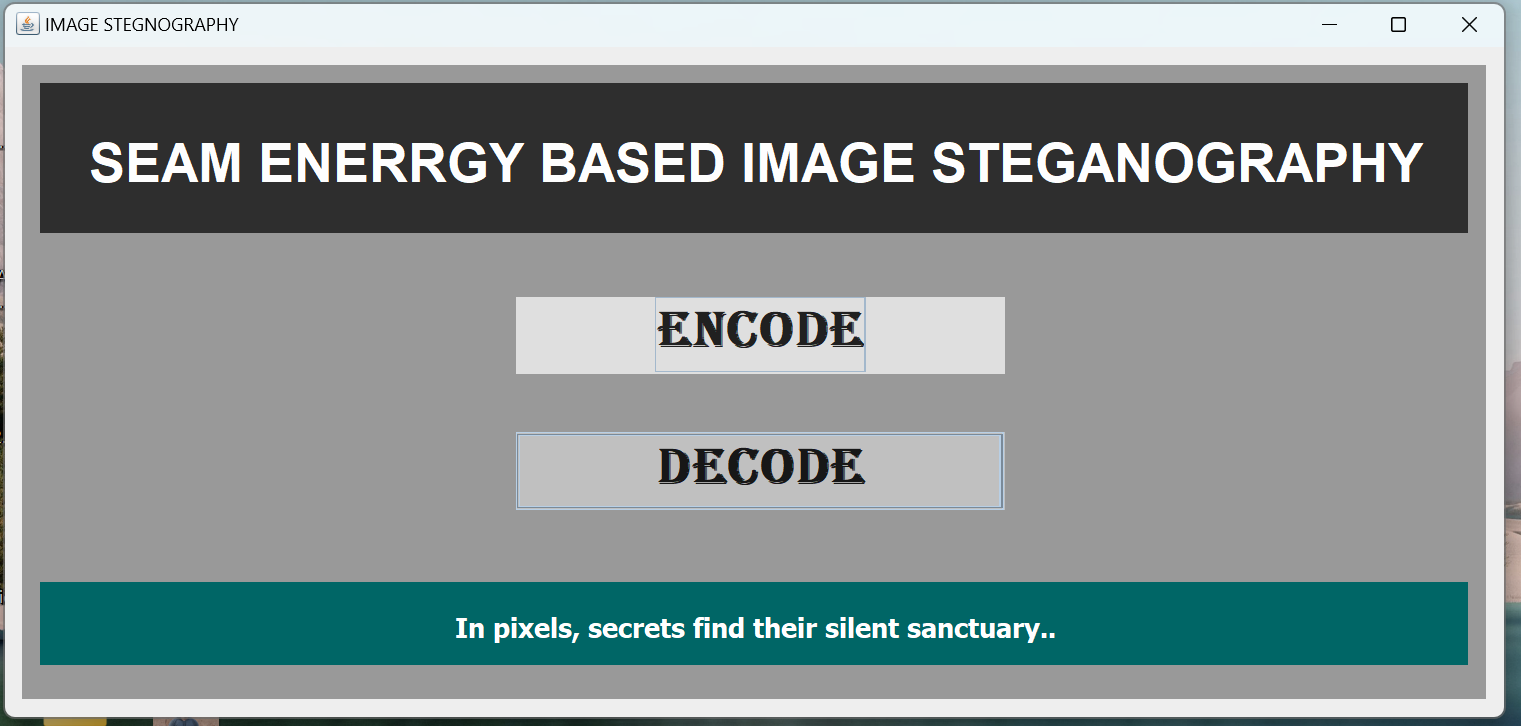 IMAGE STEGNOGRAPHY
SEAM ENERRGY BASED IMAGE STEGANOGRAPHY
ENCODE
DECODE
In pixels, secrets find their silent sanctuary..